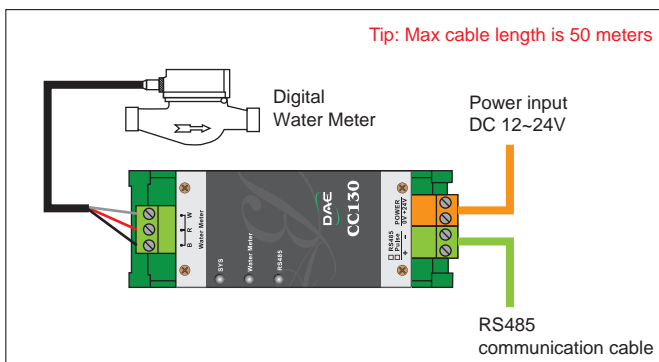 Tip: Max cable length is 50 meters
Digital
Water Meter
Power input
DC 12~24V
B R W
Water Meter
SYS
Water Meter
RS485
DAE
CC130
POWER
0V +24V
RS485
Pulse
+ -
RS485
communication cable